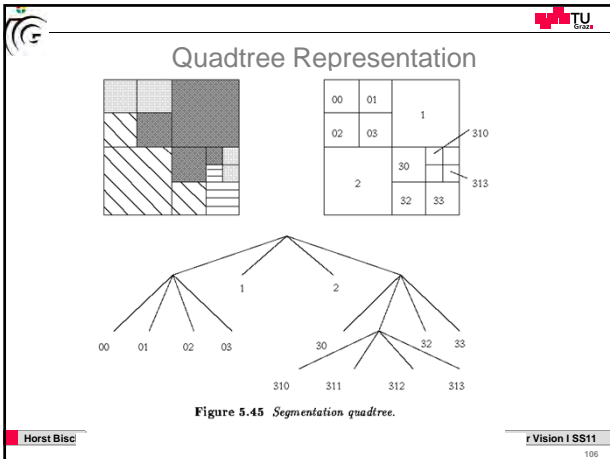 TU
Graz
Quadtree Representation
00 01
1
02 03
310
30
2
313
32 33
1 2
00 01 02 03 30 32 33
310 311 312 313
Figure 5.45 Segmentation quadtree.
Horst Bisc
r Vision I SS11
106